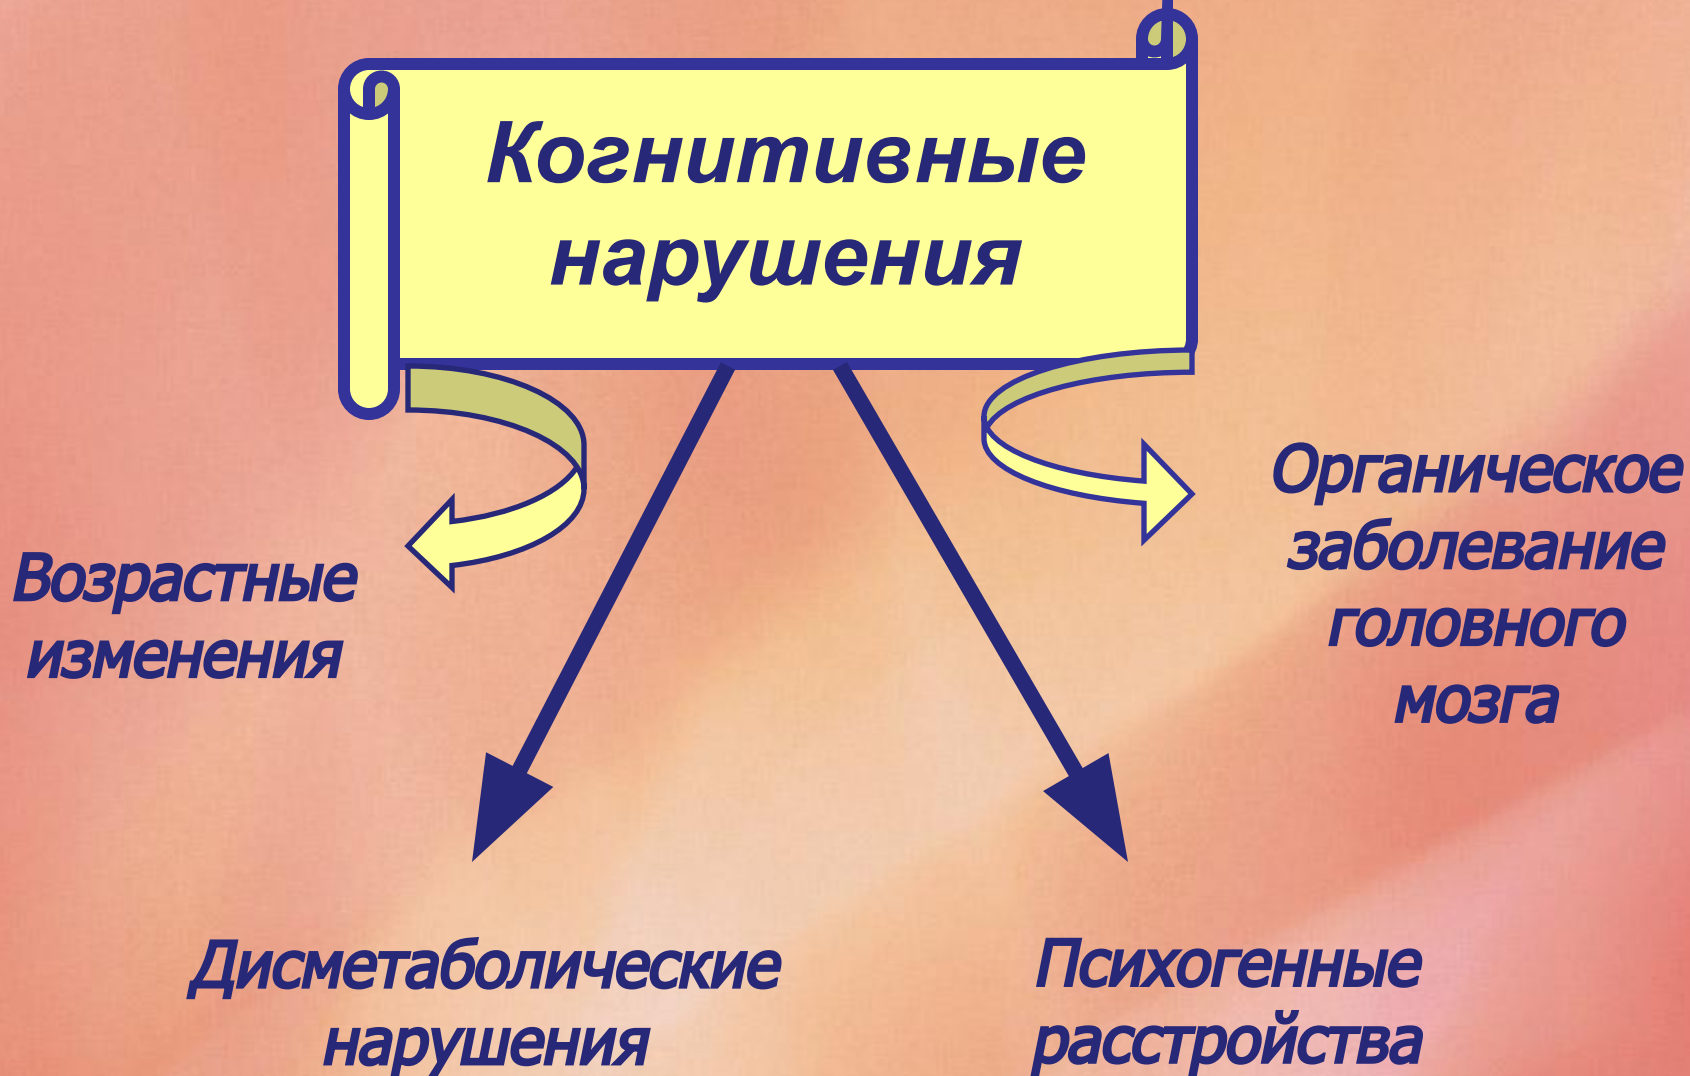 Когнитивные
нарушения
Возрастные
изменения
Органическое
заболевание
головного
мозга
Дисметаболические
нарушения
Психогенные
расстройства